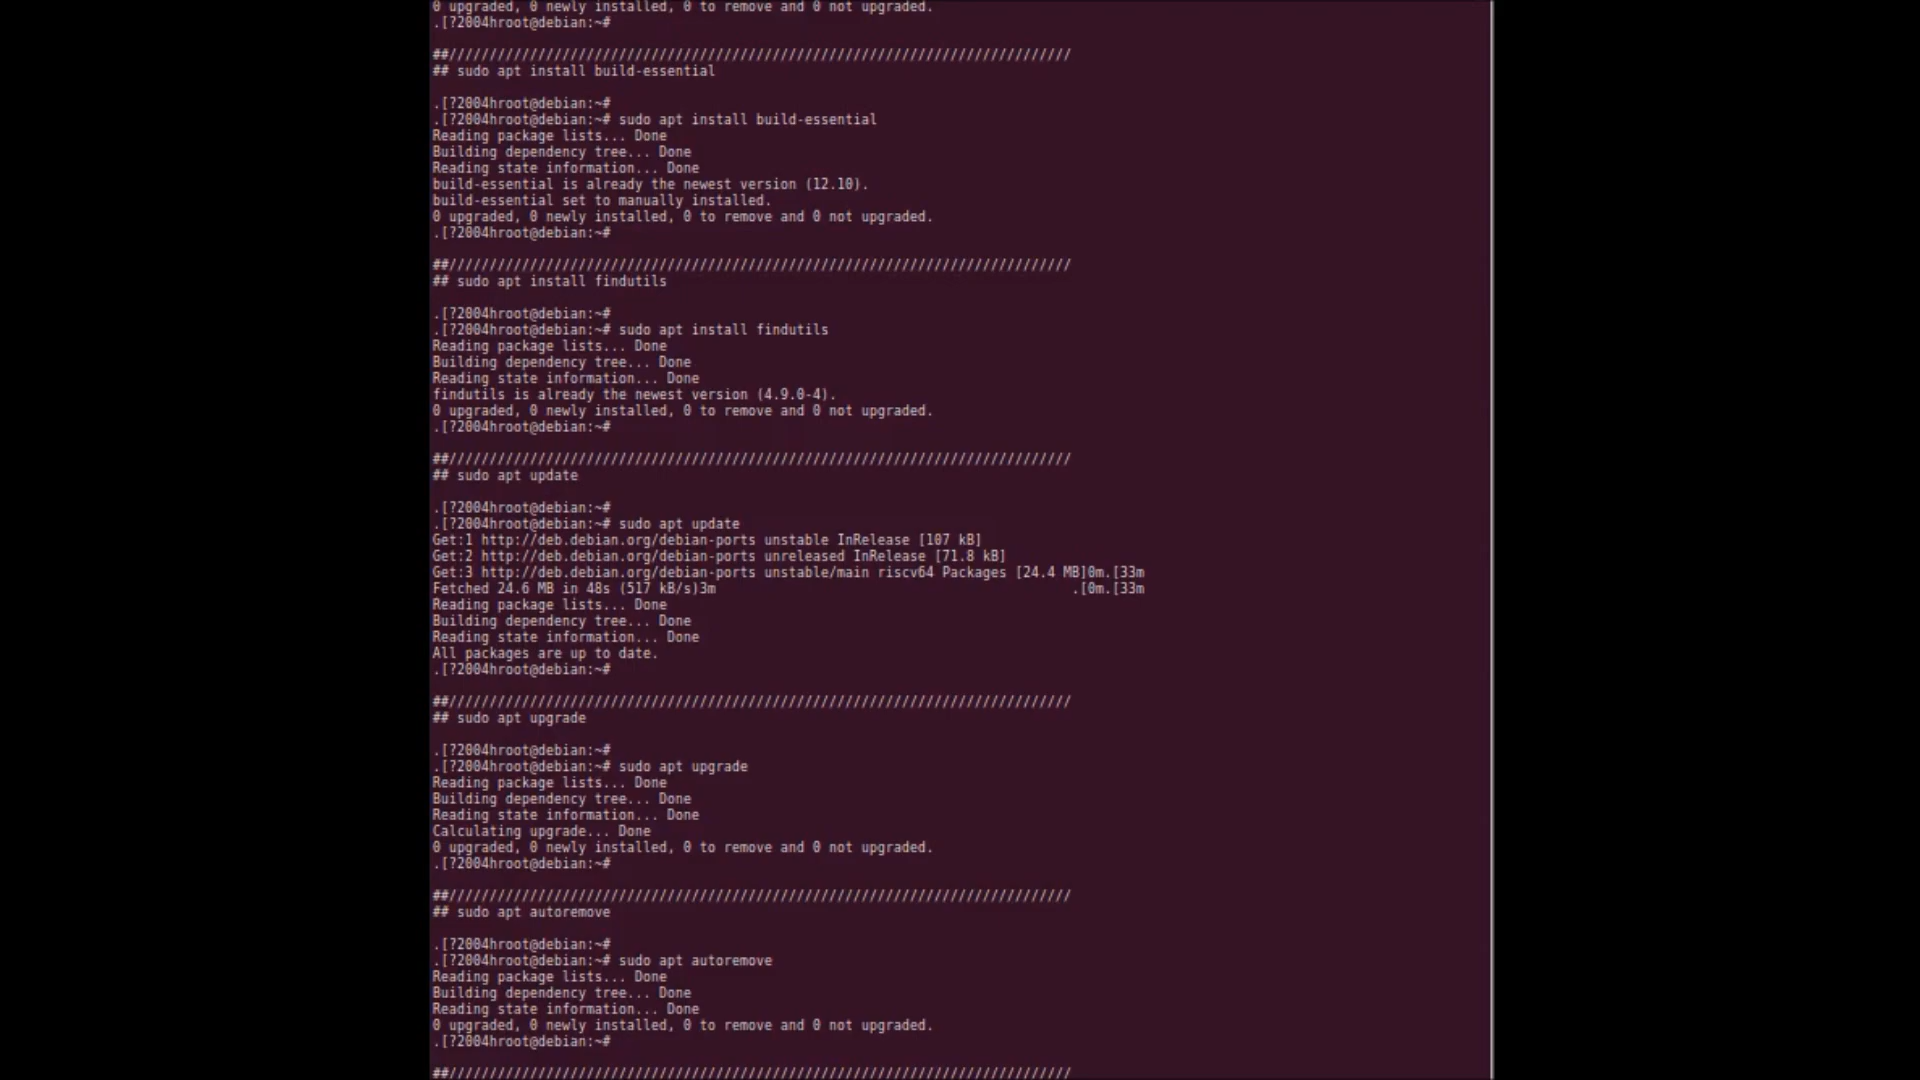 0 upgraded, 0 newly installed, 0 to remove and 0 not upgraded.
.[?2004hroot@debian:~#
##/////////////////////////////////////////////////////////////////////////////
## sudo apt install build-essential
.[?2004hroot@debian:~#
.[?2004hroot@debian:~# sudo apt install build-essential
Reading package lists... Done
Building dependency tree... Done
Reading state information... Done
build-essential is already the newest version (12.10).
build-essential set to manually installed.
0 upgraded, 0 newly installed, 0 to remove and 0 not upgraded.
.[?2004hroot@debian:~#
##/////////////////////////////////////////////////////////////////////////////
## sudo apt install findutils
.[?2004hroot@debian:~#
.[?2004hroot@debian:~# sudo apt install findutils
Reading package lists... Done
Building dependency tree... Done
Reading state information... Done
findutils is already the newest version (4.9.0-4).
0 upgraded, 0 newly installed, 0 to remove and 0 not upgraded.
.[?2004hroot@debian:~#
##/////////////////////////////////////////////////////////////////////////////
## sudo apt update
.[?2004hroot@debian:~#
.[?2004hroot@debian:~# sudo apt update
Get:1 http://deb.debian.org/debian-ports unstable InRelease [107 kB]
Get:2 http://deb.debian.org/debian-ports unreleased InRelease [71.8 kB]
Get:3 http://deb.debian.org/debian-ports unstable/main riscv64 Packages [24.4 MB]0m.[33m
Fetched 24.6 MB in 48s (517 kB/s)3m .[0m.[33m
Reading package lists... Done
Building dependency tree... Done
Reading state information... Done
All packages are up to date.
.[?2004hroot@debian:~#
##/////////////////////////////////////////////////////////////////////////////
## sudo apt upgrade
.[?2004hroot@debian:~#
.[?2004hroot@debian:~# sudo apt upgrade
Reading package lists... Done
Building dependency tree... Done
Reading state information... Done
Calculating upgrade... Done
0 upgraded, 0 newly installed, 0 to remove and 0 not upgraded.
.[?2004hroot@debian:~#
##/////////////////////////////////////////////////////////////////////////////
## sudo apt autoremove
.[?2004hroot@debian:~#
.[?2004hroot@debian:~# sudo apt autoremove
Reading package lists... Done
Building dependency tree... Done
Reading state information... Done
0 upgraded, 0 newly installed, 0 to remove and 0 not upgraded.
.[?2004hroot@debian:~#
##/////////////////////////////////////////////////////////////////////////////